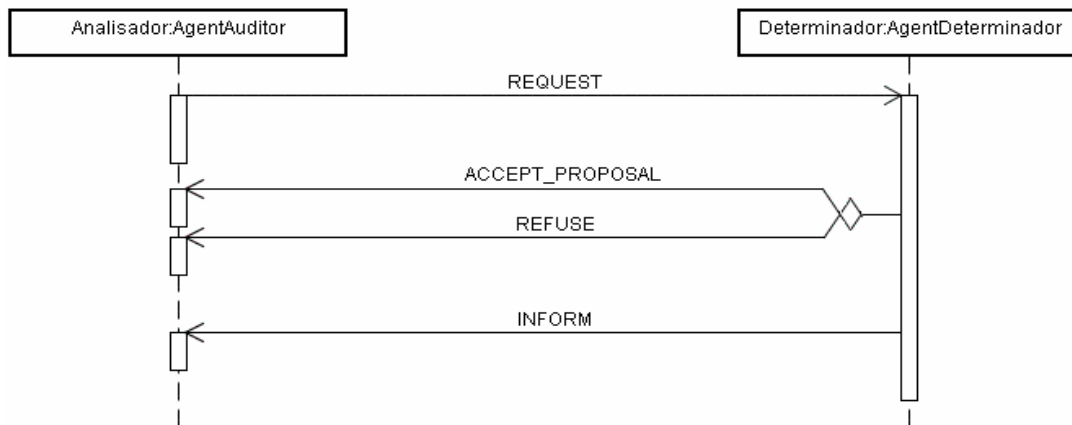 Analisador:AgentAuditor
Determinador:AgentDeterminador
REQUEST
ACCEPT_PROPOSAL
REFUSE
INFORM